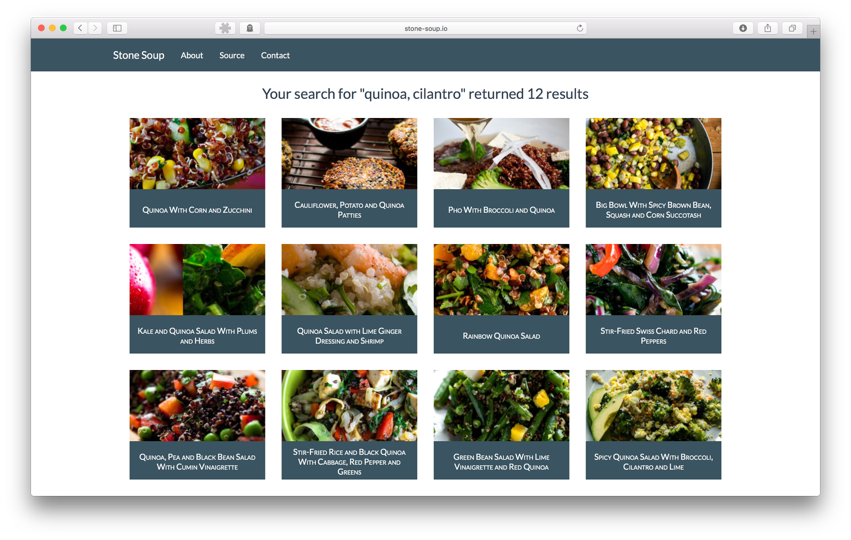 stone-soup.io
Stone Soup About Source Contact
Your search for "quinoa, cilantro" returned 12 results
Quinoa With Corn and Zucchini
Cauliflower, Potato and Quinoa
Patties
Pho With Broccoli and Quinoa
Big Bowl With Spicy Brown Bean,
Squash and Corn Succotash
Kale and Quinoa Salad With Plums
and Herbs
Quinoa Salad with Lime Ginger
Dressing and Shrimp
Rainbow Quinoa Salad
Stir-Fried Swiss Chard and Red
Peppers
Quinoa, Pea and Black Bean Salad
With Cumin Vinaigrette
Stir-Fried Rice and Black Quinoa
With Cabbage, Red Pepper and
Greens
Green Bean Salad With Lime
Vinaigrette and Red Quinoa
Spicy Quinoa Salad With Broccoli,
Cilantro and Lime